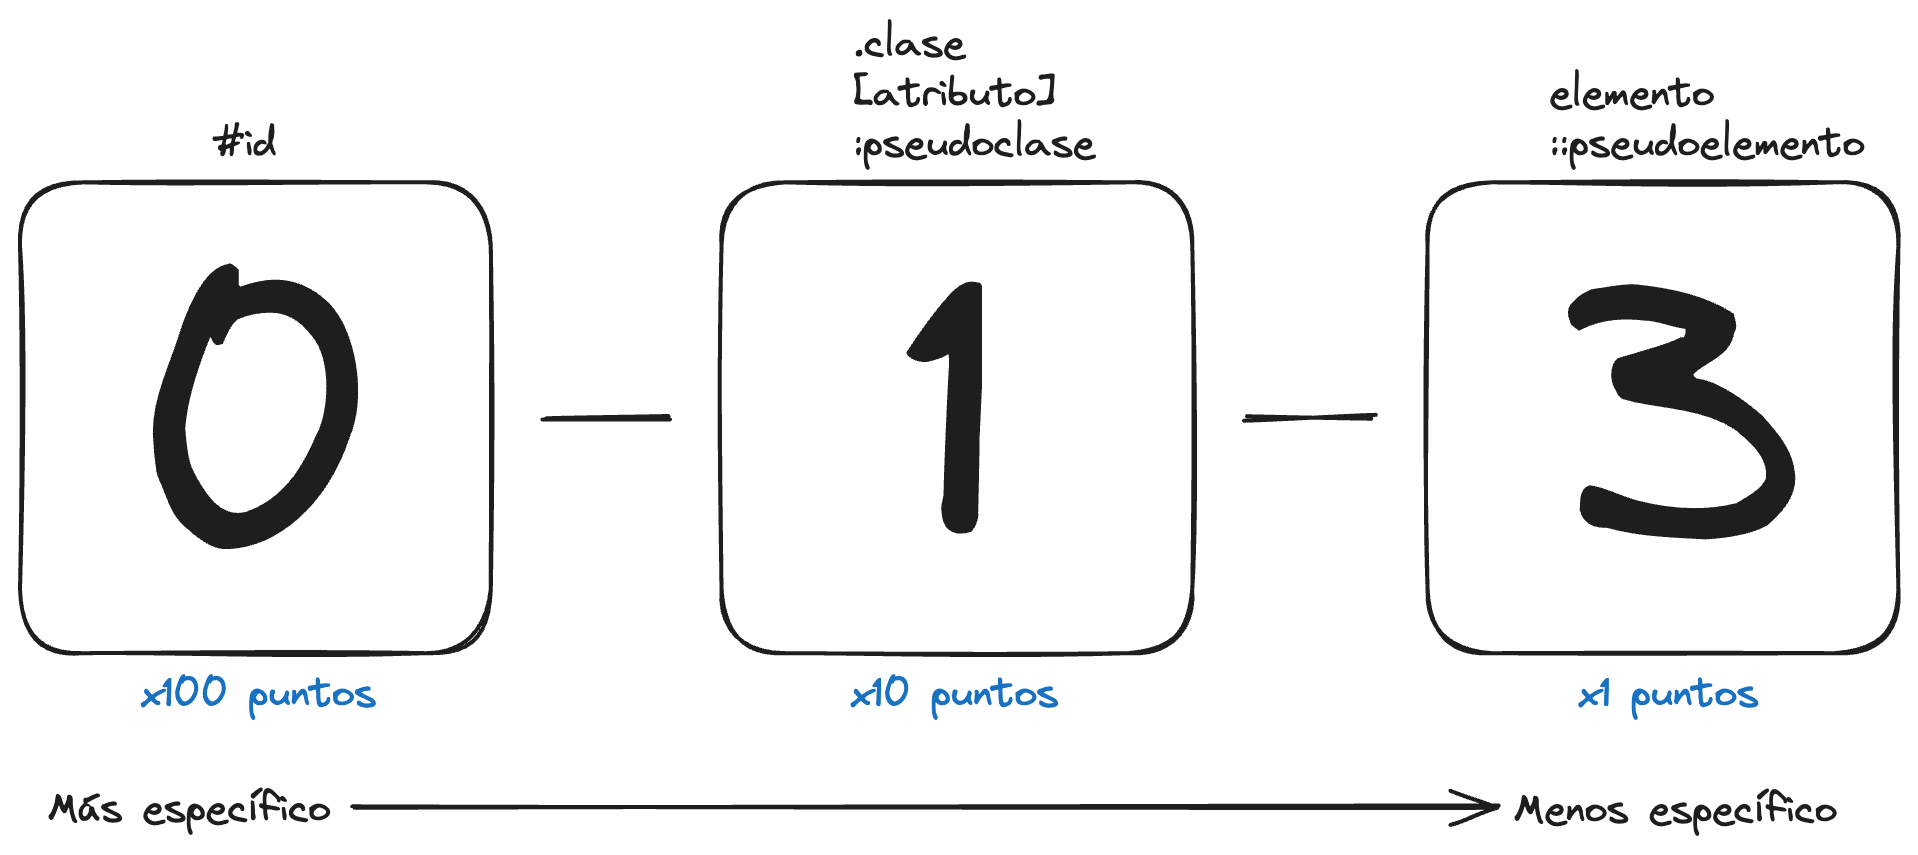 #id
.clase
[atributo]
:pseudoclase
elemento
::pseudoelemento
0
1
3
x100 puntos
x10 puntos
x1 puntos
Más específico
Menos específico